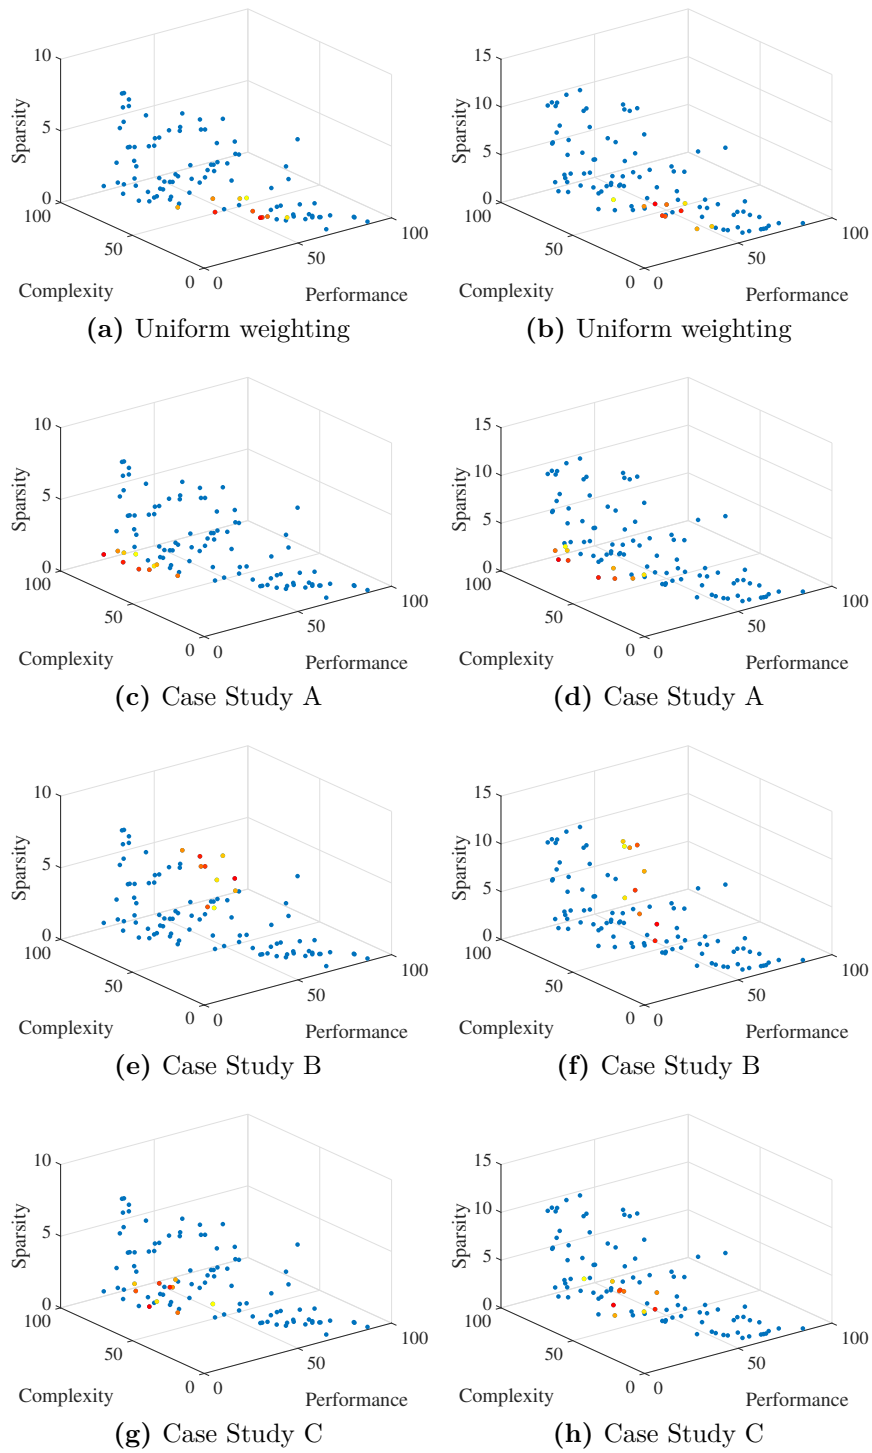 10
5
0
100
50
0
0
50
100
Sparsity
Complexity
Performance
(a) Uniform weighting
15
10
5
0
100
50
0
0
50
100
Sparsity
Complexity
Performance
(b) Uniform weighting
10
5
0
100
50
0
0
50
100
Sparsity
Complexity
Performance
(c) Case Study A
15
10
5
0
100
50
0
0
50
100
Sparsity
Complexity
Performance
(d) Case Study A
10
5
0
100
50
0
0
50
100
Sparsity
Complexity
Performance
(e) Case Study B
15
10
5
0
100
50
0
0
50
100
Sparsity
Complexity
Performance
(f) Case Study B
10
5
0
100
50
0
0
50
100
Sparsity
Complexity
Performance
(g) Case Study C
15
10
5
0
100
50
0
0
50
100
Sparsity
Complexity
Performance
(h) Case Study C